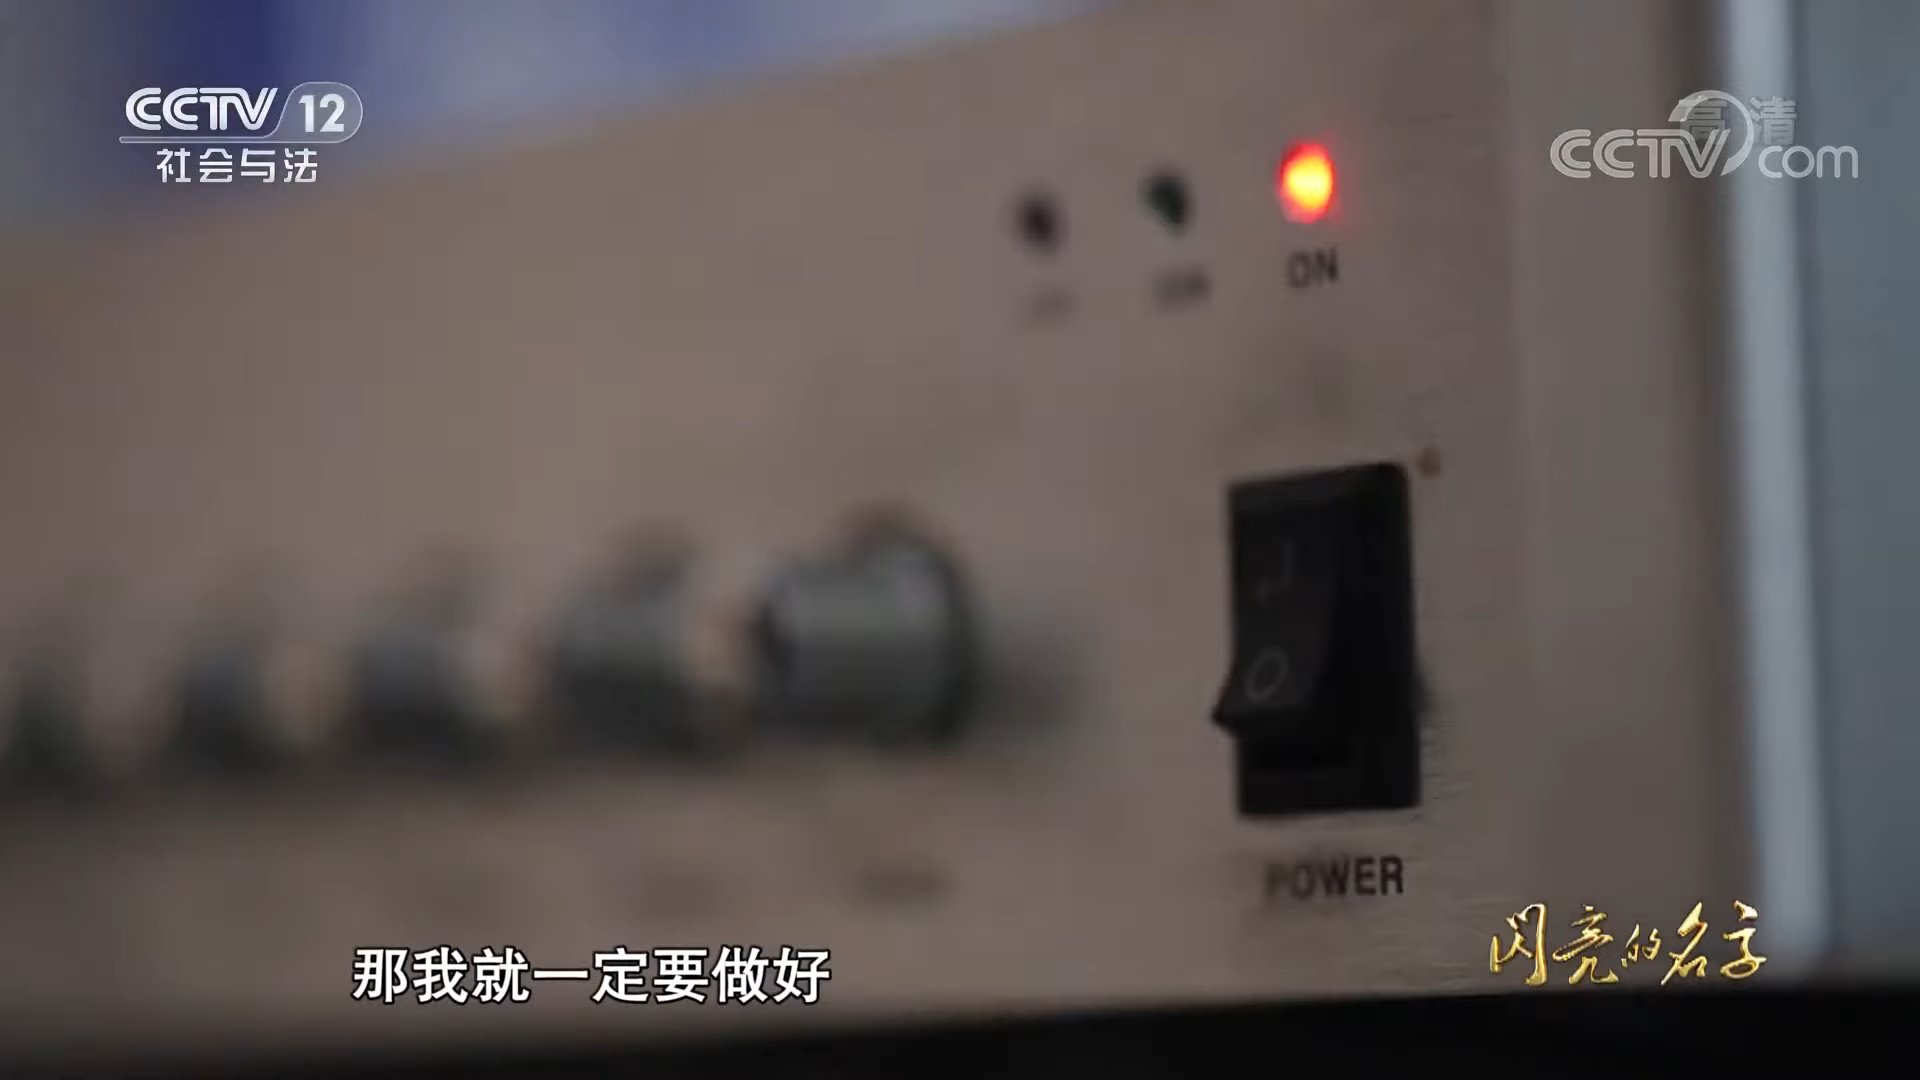 CCTV 12
社会与法
高清
CCTV com
ON
POWER
闪亮的名字
那我就一定要做好